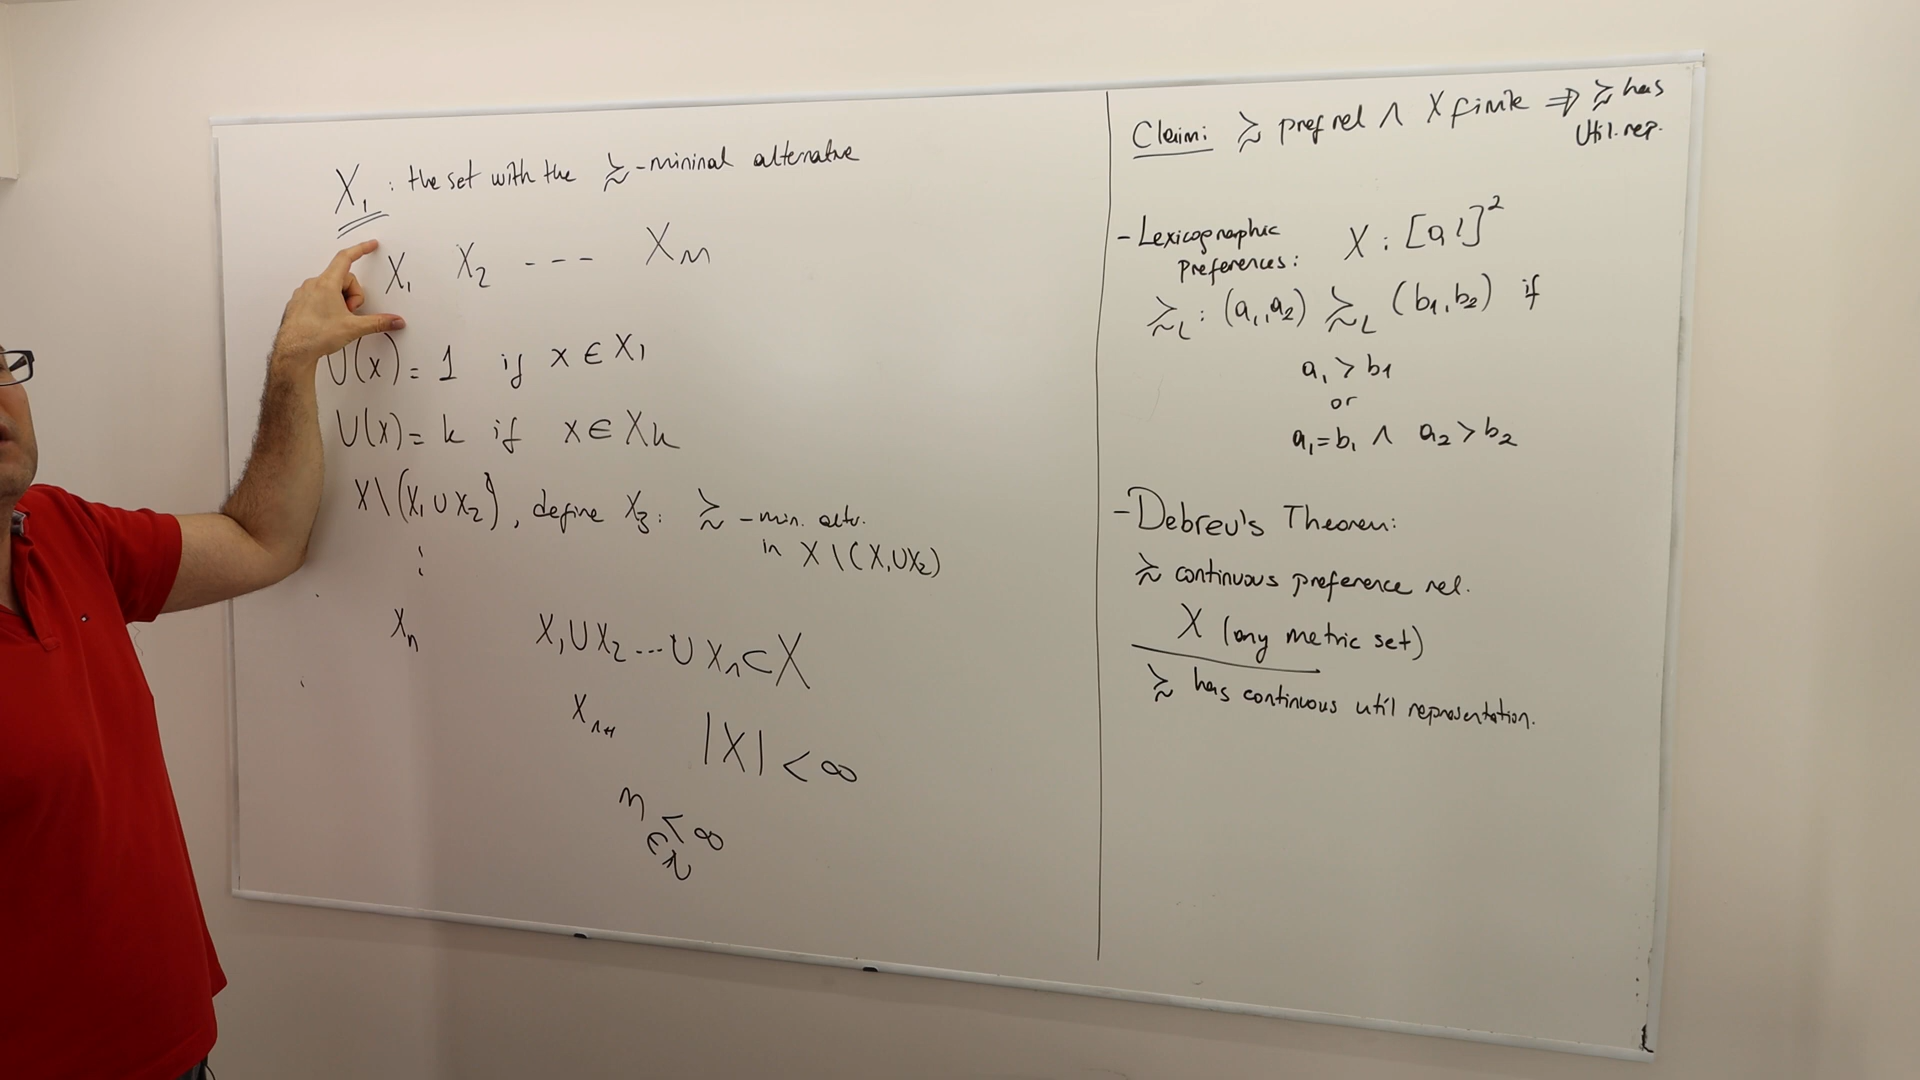 X₁ : the set with the ≿-mininal alternatve
X₁ X₂ - - - Xₙ
U(x) = 1 if x ∈ X₁
U(x) = k if x ∈ Xₖ
X \ (X₁ ∪ X₂), define X₃: ≿ -min. altr.
in X \ (X₁∪X₂)
⋮
Xₙ X₁∪X₂ ... ∪ Xₙ ⊂ X
Xₙ₊₁ |X| < ∞
n < ∞
∈ ℕ
Claim: ≿ pref rel ∧ X finite ⇒ ≿ has
Util. rep.
- Lexicographic
Preferences: X : [0,1]²
≿_L : (a₁,a₂) ≿_L (b₁,b₂) if
a₁ > b₁
or
a₁=b₁ ∧ a₂ > b₂
- Debreu's Theorem:
≿ continuous preference rel.
X (any metric set)
≿ has continuous util representation.